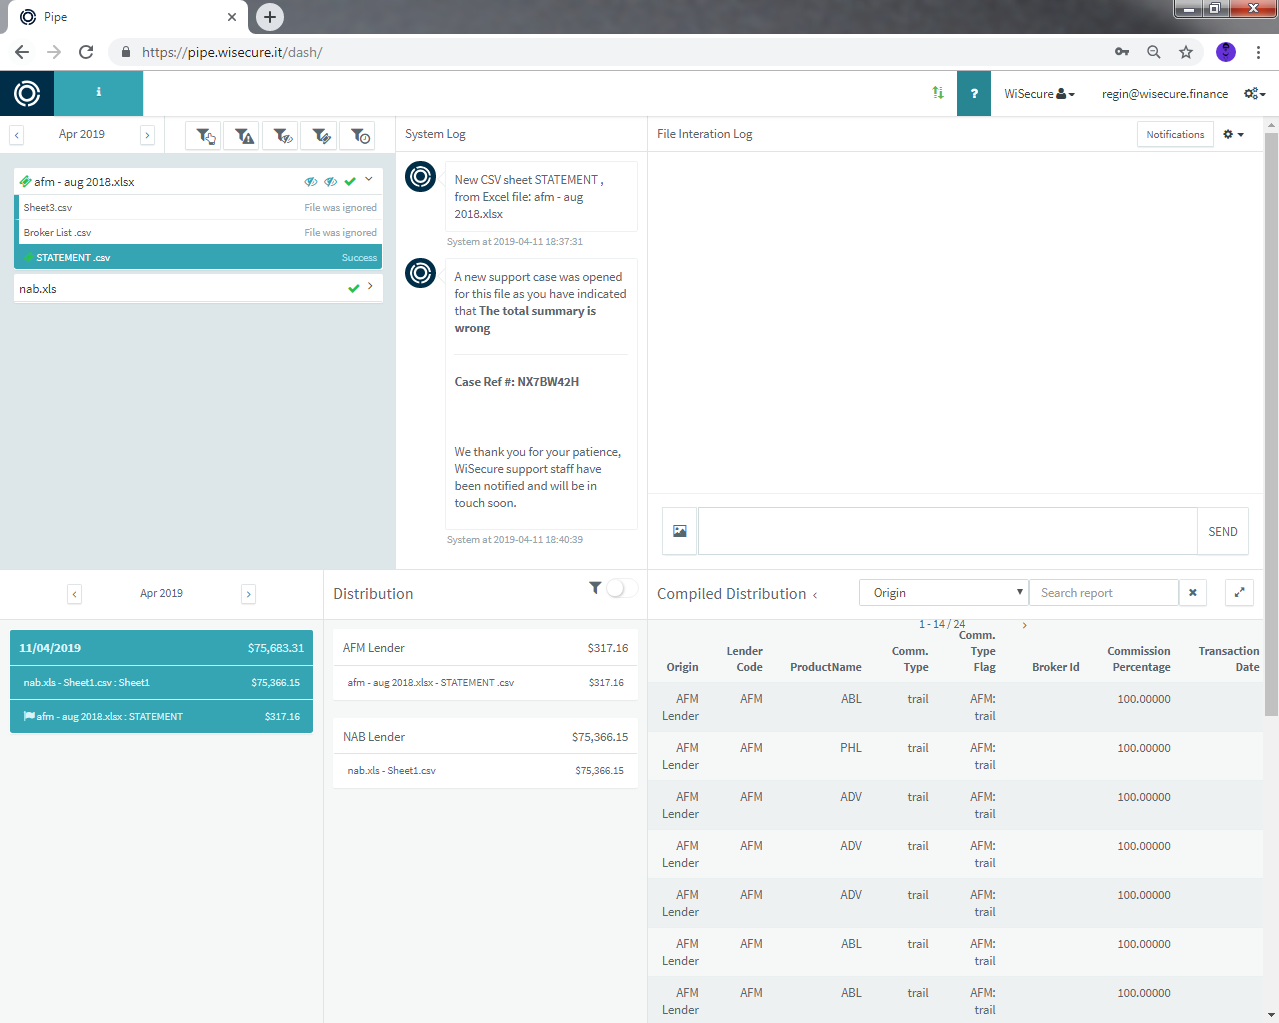 Pipe
https://pipe.wisecure.it/dash/
i
?
WiSecure
regin@wisecure.finance
Apr 2019
System Log
File Interation Log
Notifications
afm - aug 2018.xlsx
Sheet3.csv
File was ignored
Broker List .csv
File was ignored
STATEMENT .csv
Success
nab.xls
New CSV sheet STATEMENT ,
from Excel file: afm - aug
2018.xlsx
System at 2019-04-11 18:37:31
A new support case was opened
for this file as you have indicated
that The total summary is
wrong
Case Ref #: NX7BW42H
We thank you for your patience,
WiSecure support staff have
been notified and will be in
touch soon.
System at 2019-04-11 18:40:39
SEND
Apr 2019
11/04/2019 $75,683.31
nab.xls - Sheet1.csv : Sheet1 $75,366.15
afm - aug 2018.xlsx : STATEMENT $317.16
Distribution
AFM Lender $317.16
afm - aug 2018.xlsx - STATEMENT .csv $317.16
NAB Lender $75,366.15
nab.xls - Sheet1.csv $75,366.15
Compiled Distribution
Origin
Search report
1 - 14 / 24
Origin
Lender
Code
ProductName
Comm.
Type
Comm.
Type
Flag
Broker Id
Commission
Percentage
Transaction
Date
AFM AFM ABL trail AFM: 100.00000
Lender trail
AFM AFM PHL trail AFM: 100.00000
Lender trail
AFM AFM ADV trail AFM: 100.00000
Lender trail
AFM AFM ADV trail AFM: 100.00000
Lender trail
AFM AFM ADV trail AFM: 100.00000
Lender trail
AFM AFM ABL trail AFM: 100.00000
Lender trail
AFM AFM ABL trail AFM: 100.00000
Lender trail